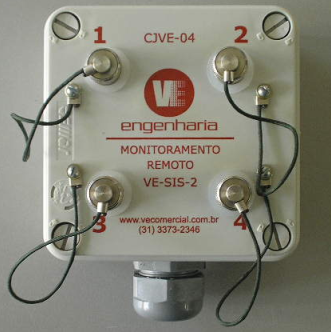 1 CJVE-04 2
VE
engenharia
MONITORAMENTO
REMOTO
VE-SIS-2
www.vecomercial.com.br
3 (31) 3373-2346 4